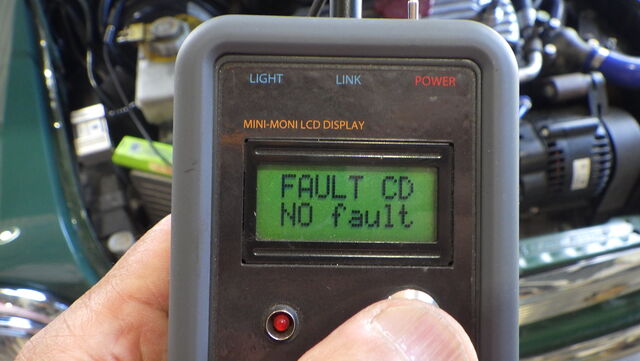 LIGHT LINK POWER
MINI-MONI LCD DISPLAY
FAULT CD
NO fault